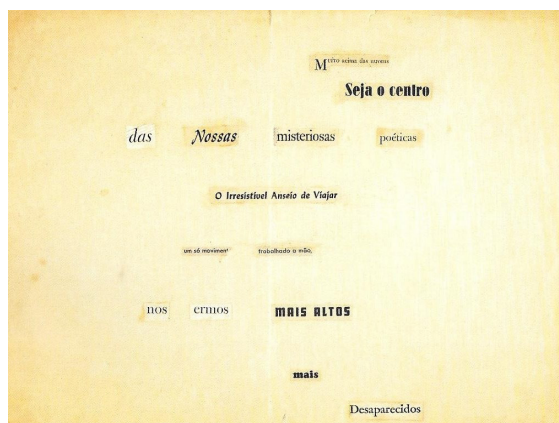 Muito acima das auroras
Seja o centro
das Nossas misteriosas poéticas
O Irresistível Anseio de Viajar
um só moviment trabalhado a mão,
nos ermos MAIS ALTOS
mais
Desaparecidos